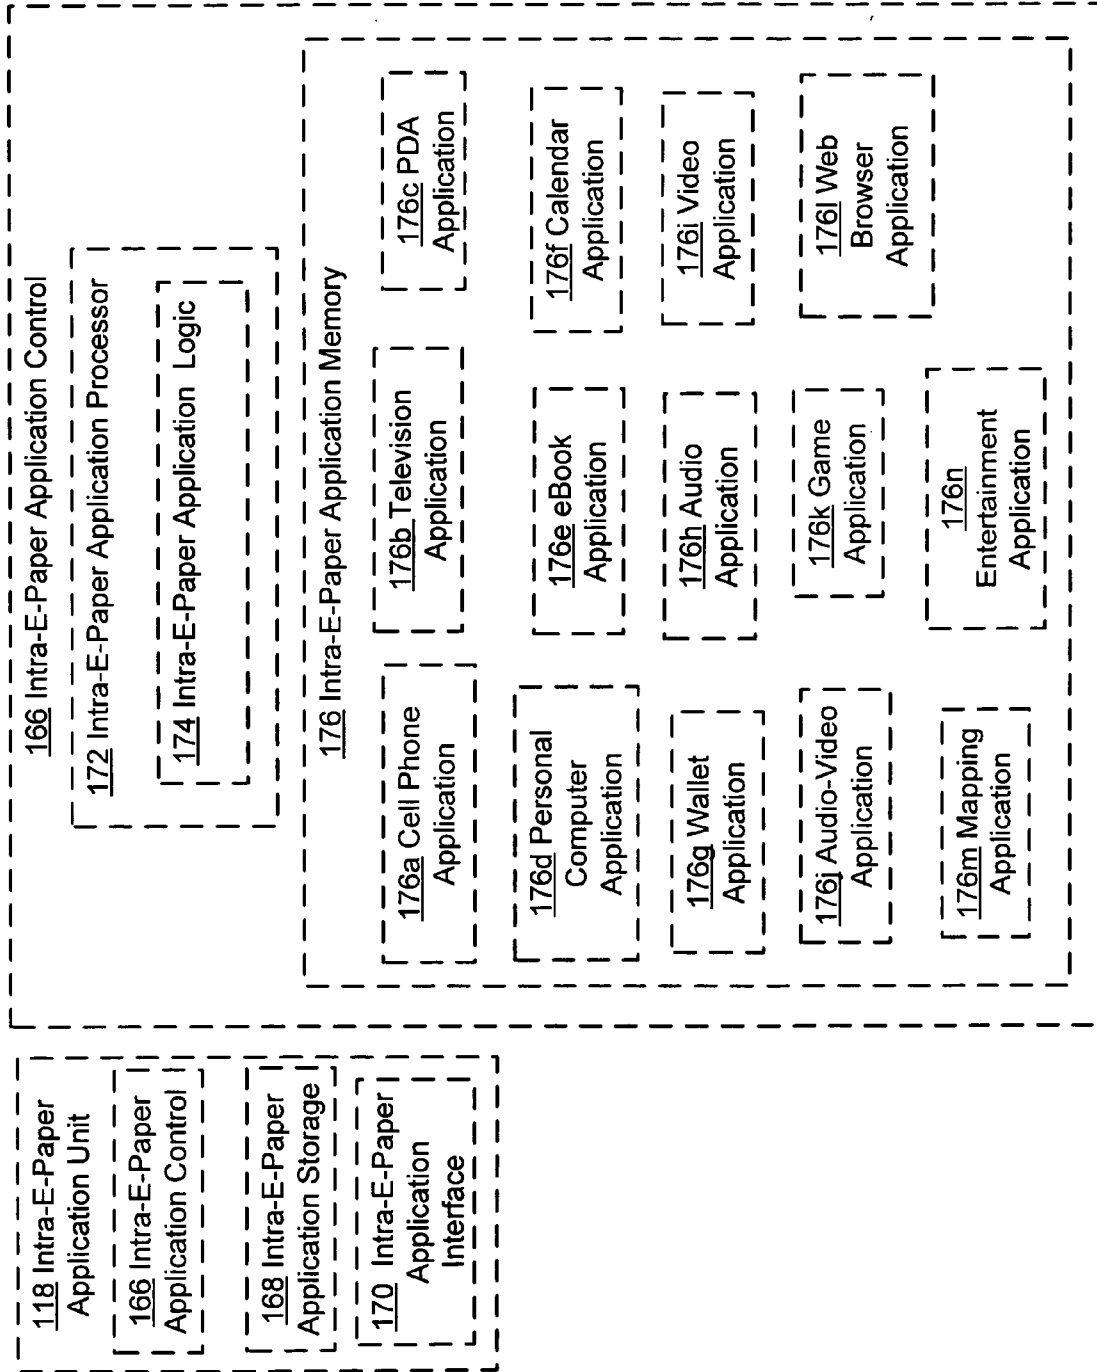 118 Intra-E-Paper
Application Unit
166 Intra-E-Paper
Application Control
168 Intra-E-Paper
Application Storage
170 Intra-E-Paper
Application
Interface
166 Intra-E-Paper Application Control
172 Intra-E-Paper Application Processor
174 Intra-E-Paper Application Logic
176 Intra-E-Paper Application Memory
176a Cell Phone
Application
176b Television
Application
176c PDA
Application
176d Personal
Computer
Application
176e eBook
Application
176f Calendar
Application
176g Wallet
Application
176h Audio
Application
176i Video
Application
176j Audio-Video
Application
176k Game
Application
176l Web
Browser
Application
176m Mapping
Application
176n
Entertainment
Application